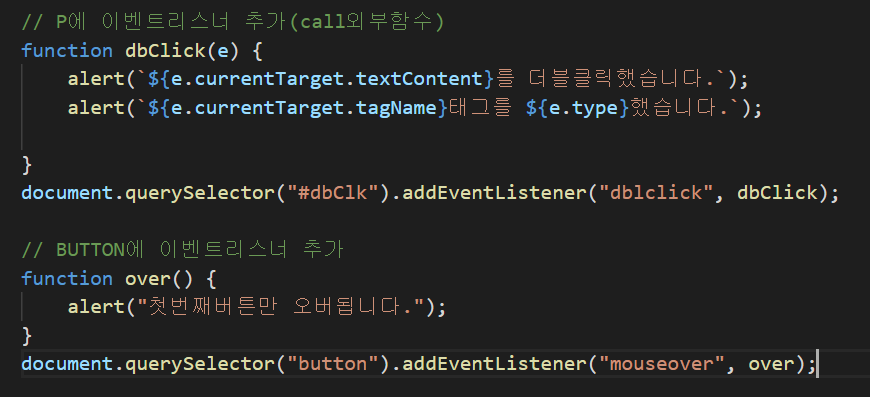 // P에 이벤트리스너 추가(call외부함수)
function dbClick(e) {
alert(`${e.currentTarget.textContent}를 더블클릭했습니다.`);
alert(`${e.currentTarget.tagName}태그를 ${e.type}했습니다.`);
}
document.querySelector("#dbClk").addEventListener("dblclick", dbClick);
// BUTTON에 이벤트리스너 추가
function over() {
alert("첫번째버튼만 오버됩니다.");
}
document.querySelector("button").addEventListener("mouseover", over);